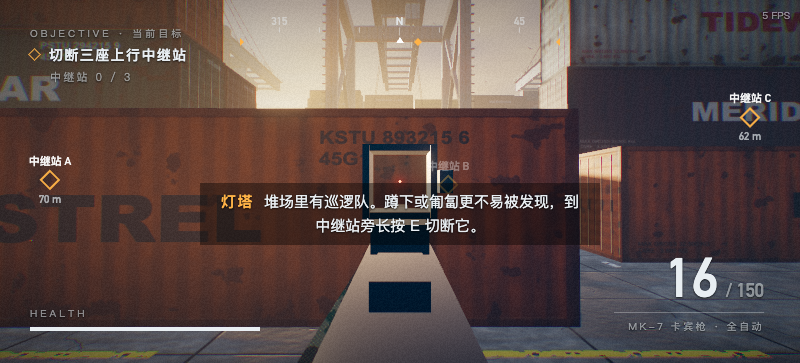 315
N
45
5 FPS
OBJECTIVE · 当前目标
切断三座上行中继站
中继站 0 / 3
TIDEV
AR
MERID
中继站 C
62 m
KSTU 893215 6
45G1
中继站 B
中继站 A
70 m
STREL
灯塔 堆场里有巡逻队。蹲下或匍匐更不易被发现，到
中继站旁长按 E 切断它。
16 / 150
HEALTH
MK-7 卡宾枪 · 全自动